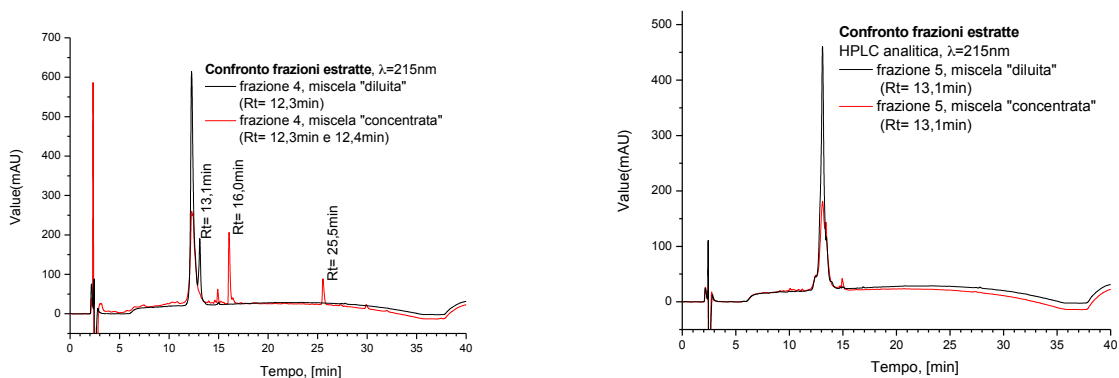 Confronto frazioni estratte, λ=215nm
frazione 4, miscela "diluita"
(Rt= 12,3min)
frazione 4, miscela "concentrata"
(Rt= 12,3min e 12,4min)
Rt= 13,1min
Rt= 16,0min
Rt= 25,5min
Value(mAU)
700
600
500
400
300
200
100
0
0 5 10 15 20 25 30 35 40
Tempo, [min]
Confronto frazioni estratte
HPLC analitica, λ=215nm
frazione 5, miscela "diluita"
(Rt= 13,1min)
frazione 5, miscela "concentrata"
(Rt= 13,1min)
Value(mAU)
500
400
300
200
100
0
0 5 10 15 20 25 30 35 40
Tempo, [min]